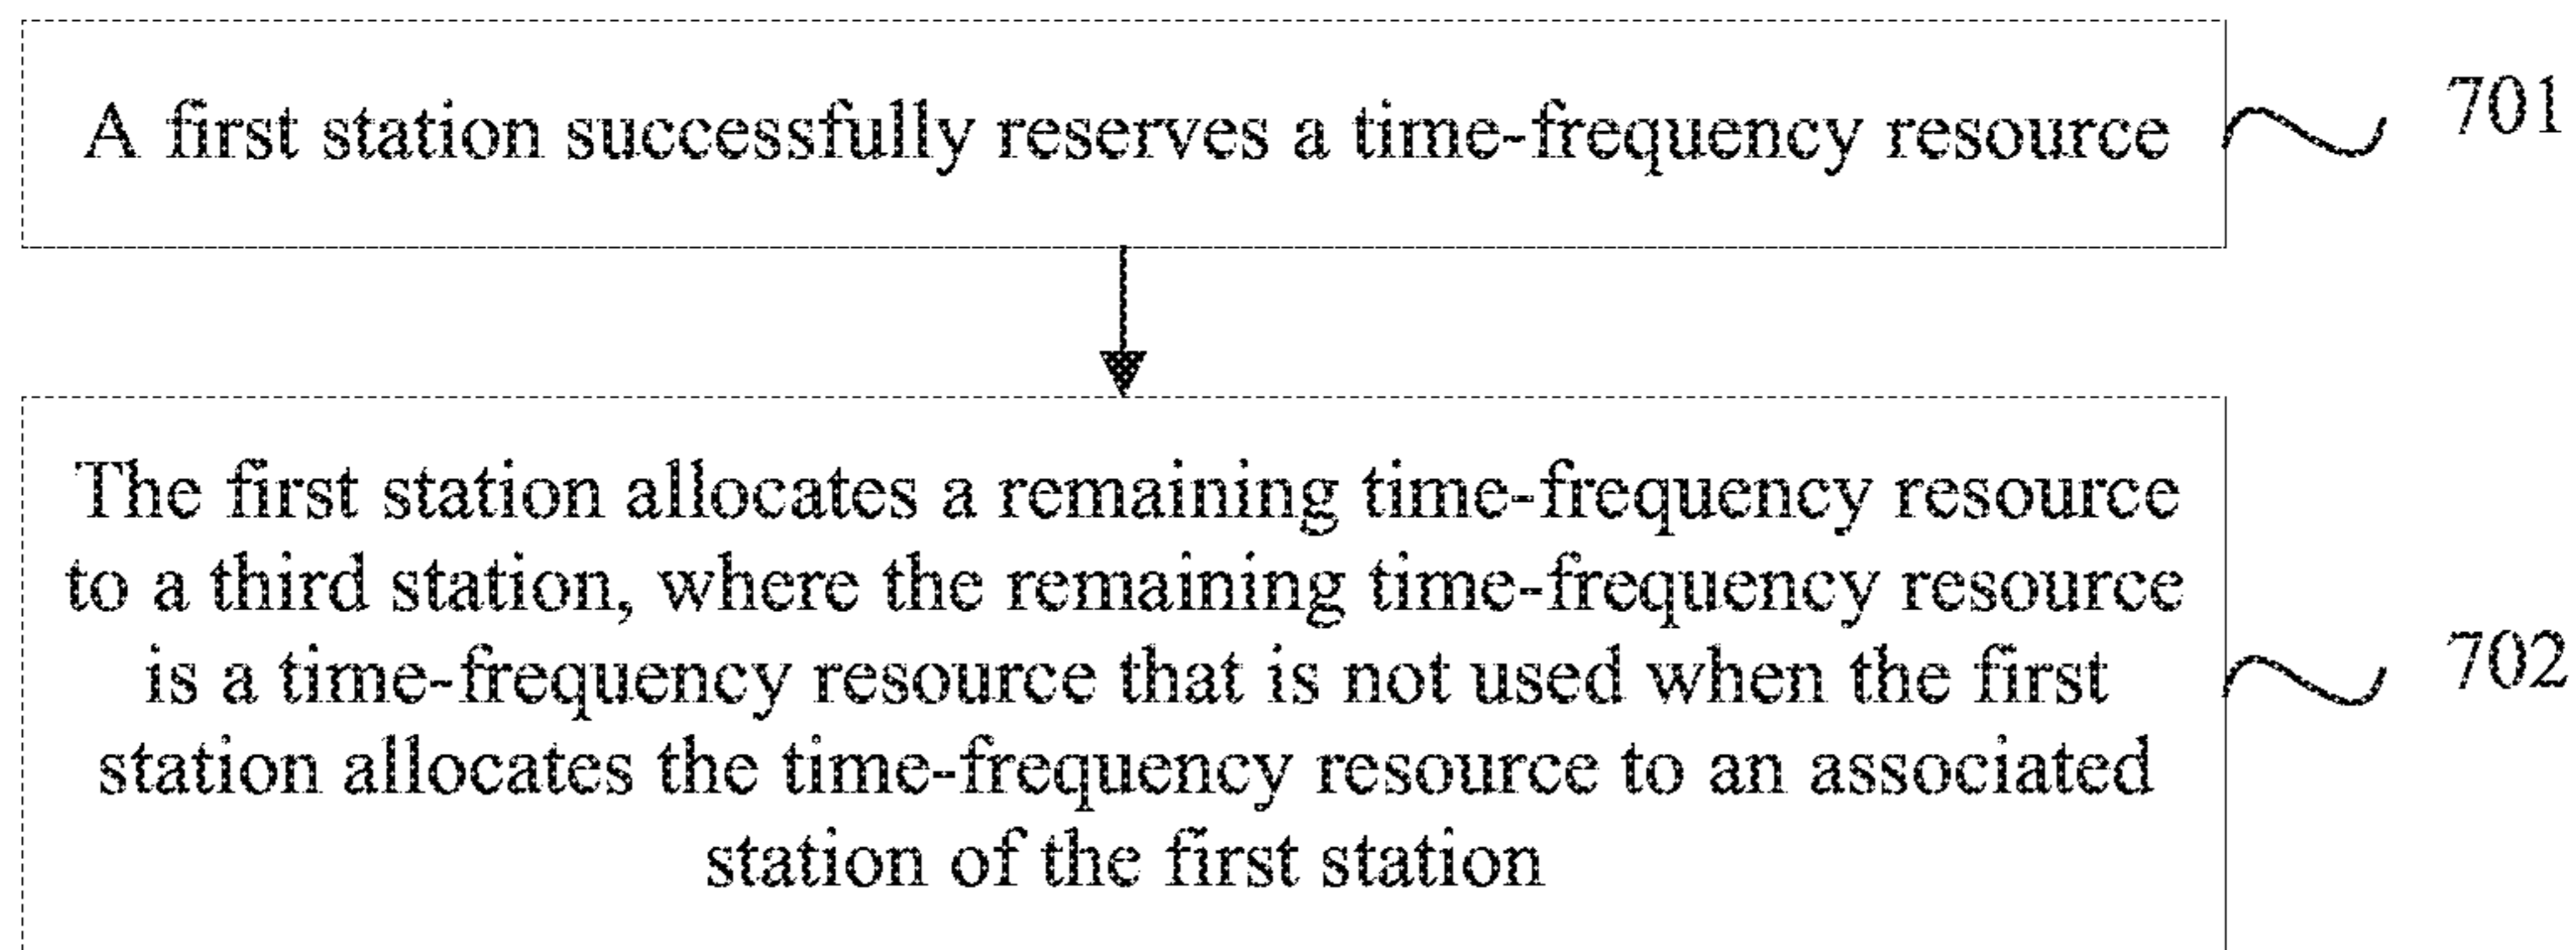 A first station successfully reserves a time-frequency resource
701
The first station allocates a remaining time-frequency resource
to a third station, where the remaining time-frequency resource
is a time-frequency resource that is not used when the first
station allocates the time-frequency resource to an associated
station of the first station
702